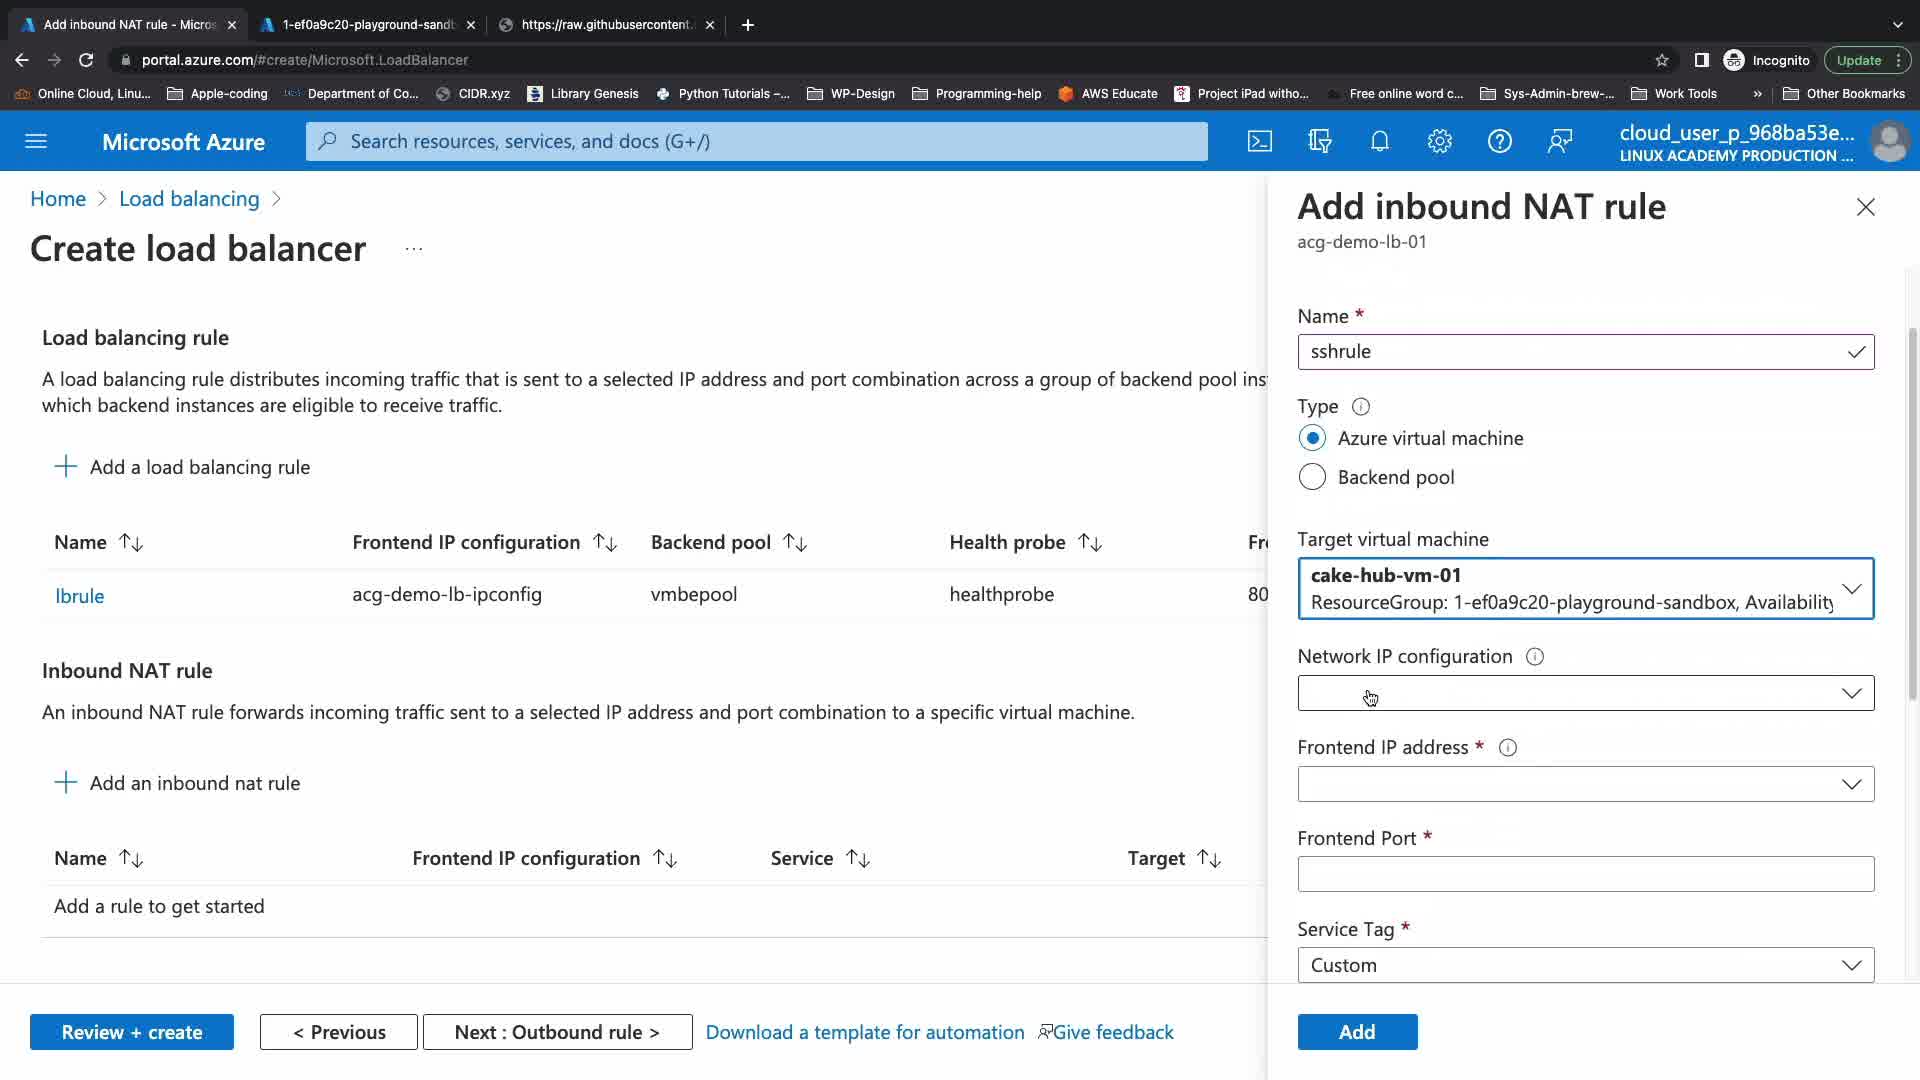 Add inbound NAT rule - Micros
1-ef0a9c20-playground-sandb
https://raw.githubusercontent.
portal.azure.com/#create/Microsoft.LoadBalancer
Incognito
Update
Online Cloud, Linu...
Apple-coding
Department of Co...
CIDR.xyz
Library Genesis
Python Tutorials –...
WP-Design
Programming-help
AWS Educate
Project iPad witho...
Free online word c...
Sys-Admin-brew-...
Work Tools
»
Other Bookmarks
Microsoft Azure
Search resources, services, and docs (G+/)
cloud_user_p_968ba53e...
LINUX ACADEMY PRODUCTION ...
Home > Load balancing >
Create load balancer ...
Load balancing rule
A load balancing rule distributes incoming traffic that is sent to a selected IP address and port combination across a group of backend pool ins
which backend instances are eligible to receive traffic.
+ Add a load balancing rule
Name Frontend IP configuration Backend pool Health probe Fr
lbrule acg-demo-lb-ipconfig vmbepool healthprobe 80
Inbound NAT rule
An inbound NAT rule forwards incoming traffic sent to a selected IP address and port combination to a specific virtual machine.
+ Add an inbound nat rule
Name Frontend IP configuration Service Target
Add a rule to get started
Review + create
< Previous
Next : Outbound rule >
Download a template for automation
Give feedback
Add inbound NAT rule
acg-demo-lb-01
Name *
sshrule
Type
Azure virtual machine
Backend pool
Target virtual machine
cake-hub-vm-01
ResourceGroup: 1-ef0a9c20-playground-sandbox, Availability
Network IP configuration
Frontend IP address *
Frontend Port *
Service Tag *
Custom
Add